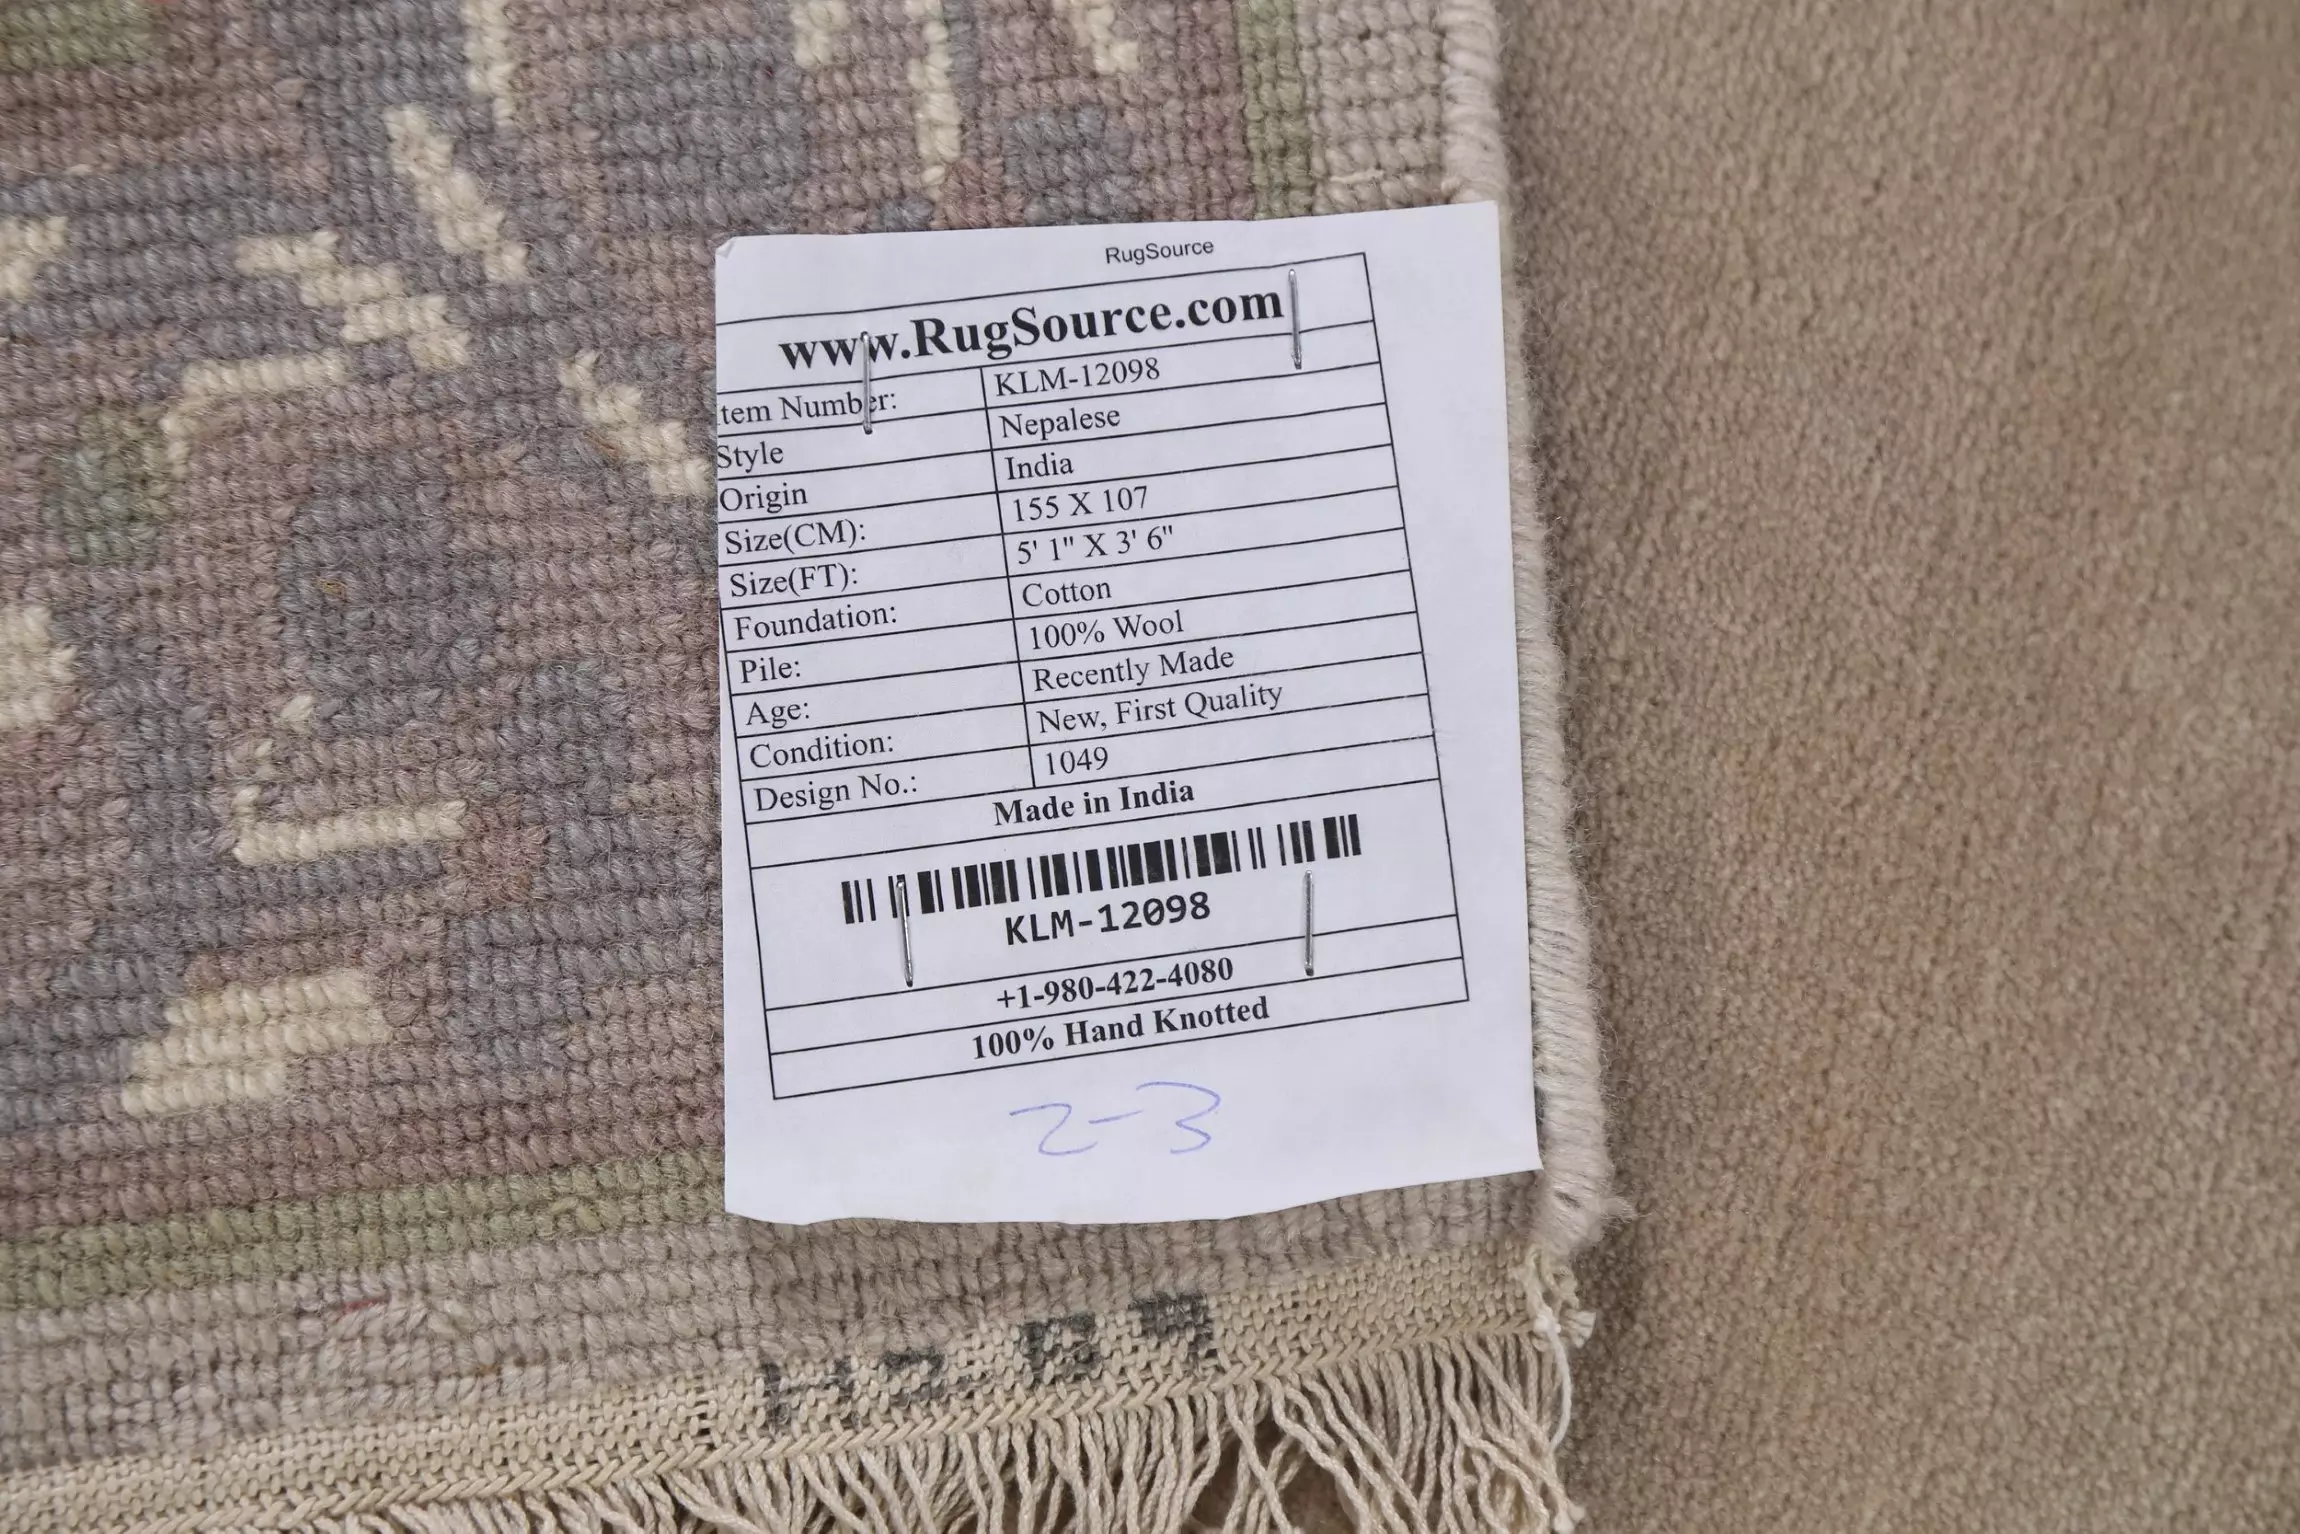 RugSource
www.RugSource.com
tem Number: KLM-12098
Style Nepalese
Origin India
Size(CM): 155 X 107
Size(FT): 5' 1" X 3' 6"
Foundation: Cotton
Pile: 100% Wool
Age: Recently Made
Condition: New, First Quality
Design No.: 1049
Made in India
KLM-12098
+1-980-422-4080
100% Hand Knotted
2-3